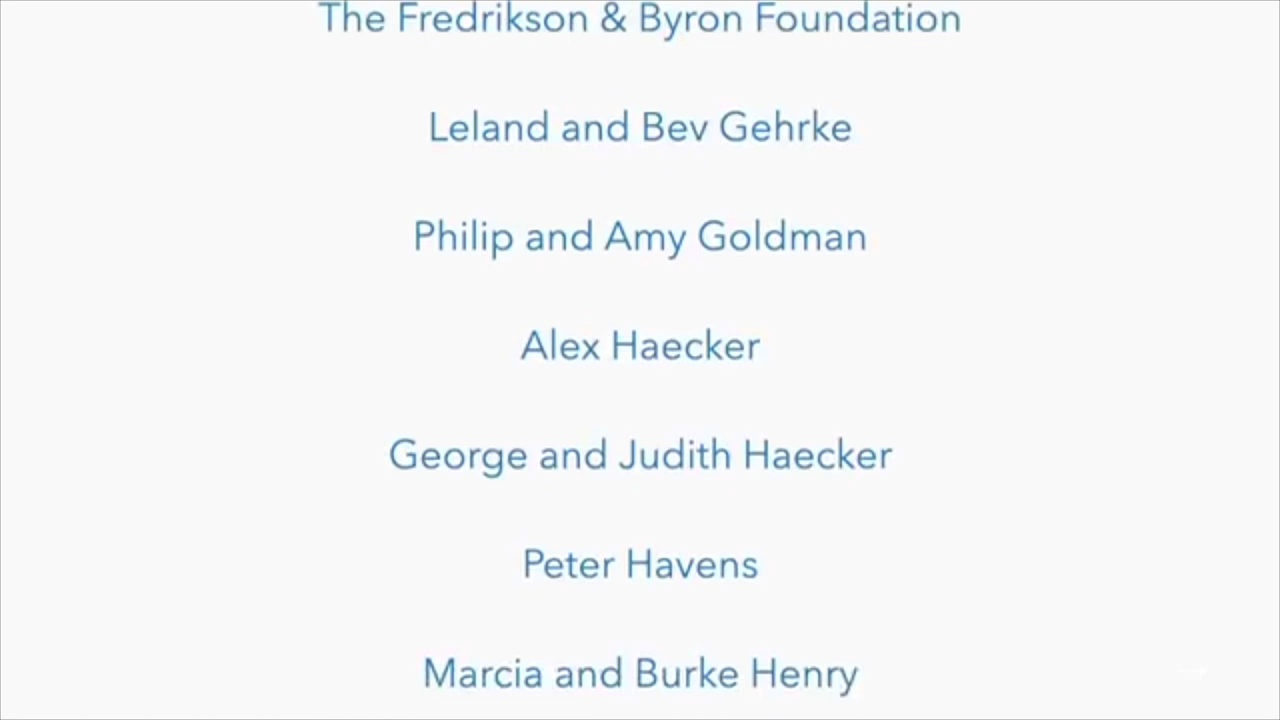 The Fredrikson & Byron Foundation
Leland and Bev Gehrke
Philip and Amy Goldman
Alex Haecker
George and Judith Haecker
Peter Havens
Marcia and Burke Henry